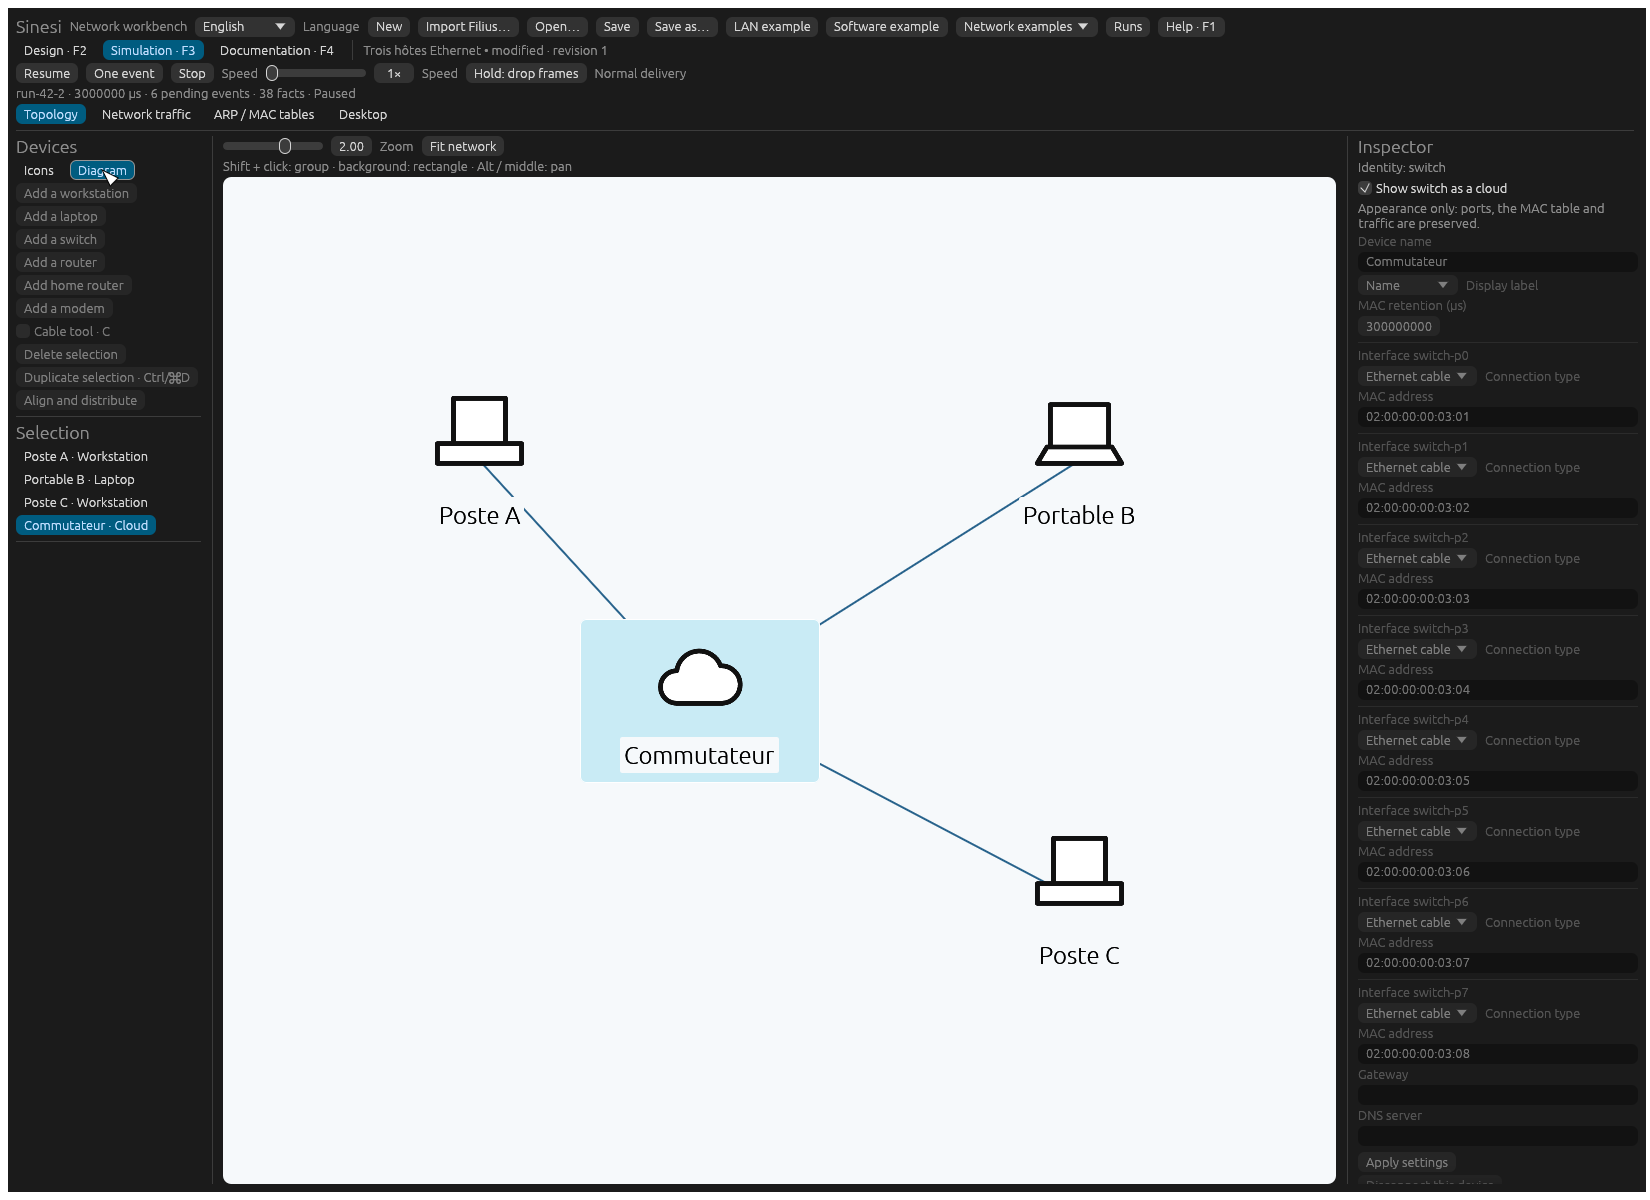 Sinesi Network workbench English Language New Import Filius... Open... Save Save as... LAN example Software example Network examples Runs Help · F1
Design · F2 Simulation · F3 Documentation · F4 Trois hôtes Ethernet • modified · revision 1
Resume One event Stop Speed 1× Speed Hold: drop frames Normal delivery
run-42-2 · 3000000 µs · 6 pending events · 38 facts · Paused
Topology Network traffic ARP / MAC tables Desktop
Devices
Icons Diagram
Add a workstation
Add a laptop
Add a switch
Add a router
Add home router
Add a modem
Cable tool · C
Delete selection
Duplicate selection · Ctrl/⌘D
Align and distribute
Selection
Poste A · Workstation
Portable B · Laptop
Poste C · Workstation
Commutateur · Cloud
2.00 Zoom Fit network
Shift + click: group · background: rectangle · Alt / middle: pan
Poste A
Portable B
Commutateur
Poste C
Inspector
Identity: switch
Show switch as a cloud
Appearance only: ports, the MAC table and
traffic are preserved.
Device name
Commutateur
Name Display label
MAC retention (µs)
300000000
Interface switch-p0
Ethernet cable Connection type
MAC address
02:00:00:00:03:01
Interface switch-p1
Ethernet cable Connection type
MAC address
02:00:00:00:03:02
Interface switch-p2
Ethernet cable Connection type
MAC address
02:00:00:00:03:03
Interface switch-p3
Ethernet cable Connection type
MAC address
02:00:00:00:03:04
Interface switch-p4
Ethernet cable Connection type
MAC address
02:00:00:00:03:05
Interface switch-p5
Ethernet cable Connection type
MAC address
02:00:00:00:03:06
Interface switch-p6
Ethernet cable Connection type
MAC address
02:00:00:00:03:07
Interface switch-p7
Ethernet cable Connection type
MAC address
02:00:00:00:03:08
Gateway
DNS server
Apply settings